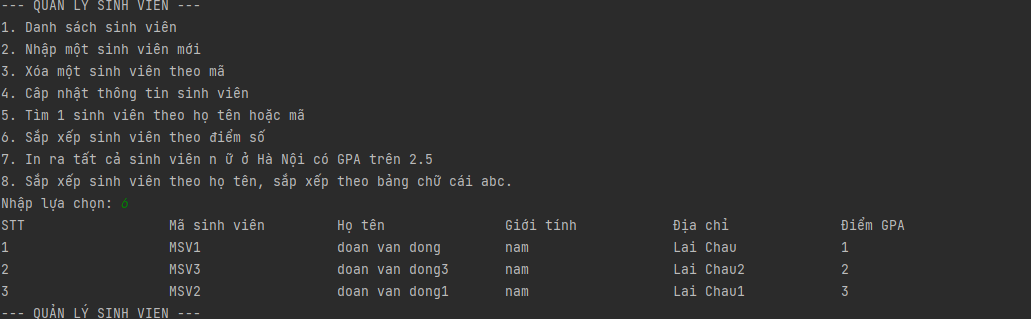 --- QUẢN LÝ SINH VIÊN ---
1. Danh sách sinh viên
2. Nhập một sinh viên mới
3. Xóa một sinh viên theo mã
4. Câp nhật thông tin sinh viên
5. Tìm 1 sinh viên theo họ tên hoặc mã
6. Sắp xếp sinh viên theo điểm số
7. In ra tất cả sinh viên n ữ ở Hà Nội có GPA trên 2.5
8. Sắp xếp sinh viên theo họ tên, sắp xếp theo bảng chữ cái abc.
Nhập lựa chọn: 6
STT Mã sinh viên Họ tên Giới tính Địa chỉ Điểm GPA
1 MSV1 doan van dong nam Lai Chau 1
2 MSV3 doan van dong3 nam Lai Chau2 2
3 MSV2 doan van dong1 nam Lai Chau1 3
--- QUẢN LÝ SINH VIÊN ---